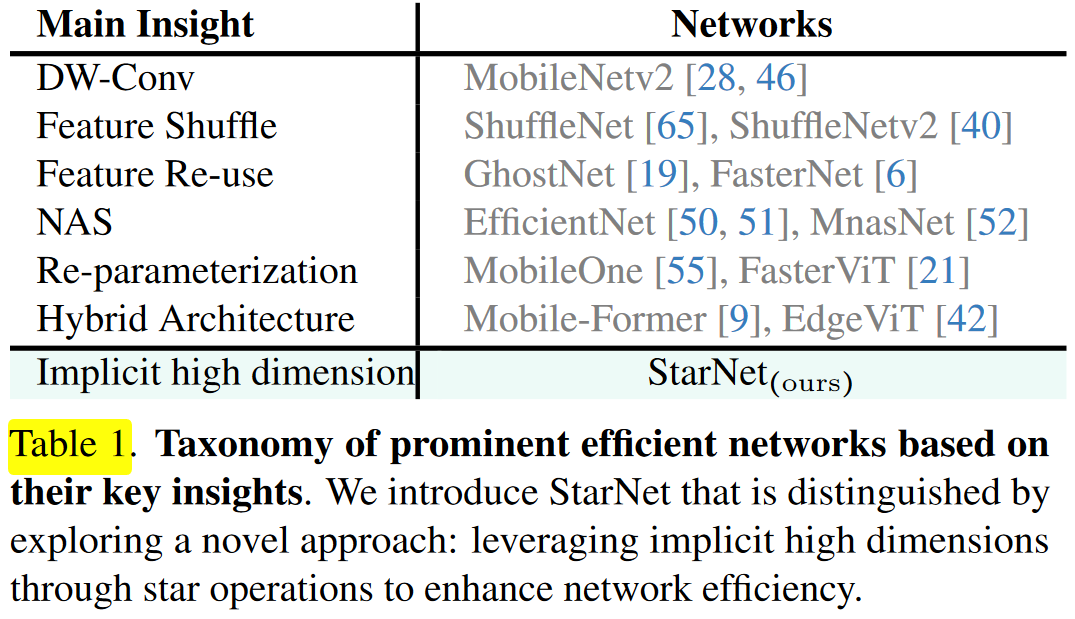 Main Insight Networks
DW-Conv MobileNetv2 [28, 46]
Feature Shuffle ShuffleNet [65], ShuffleNetv2 [40]
Feature Re-use GhostNet [19], FasterNet [6]
NAS EfficientNet [50, 51], MnasNet [52]
Re-parameterization MobileOne [55], FasterViT [21]
Hybrid Architecture Mobile-Former [9], EdgeViT [42]
Implicit high dimension StarNet(ours)
Table 1. Taxonomy of prominent efficient networks based on
their key insights. We introduce StarNet that is distinguished by
exploring a novel approach: leveraging implicit high dimensions
through star operations to enhance network efficiency.